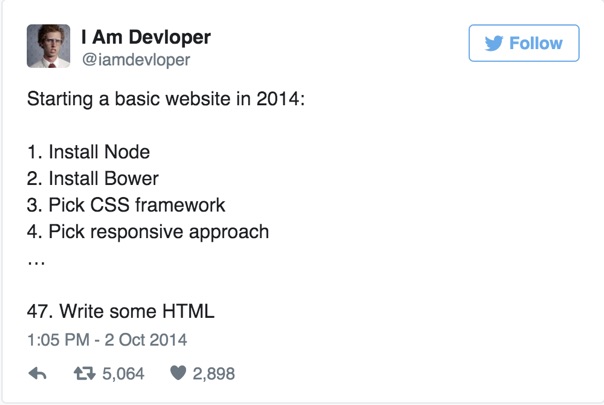 I Am Devloper
@iamdevloper
Follow
Starting a basic website in 2014:
1. Install Node
2. Install Bower
3. Pick CSS framework
4. Pick responsive approach
...
47. Write some HTML
1:05 PM - 2 Oct 2014
5,064 2,898